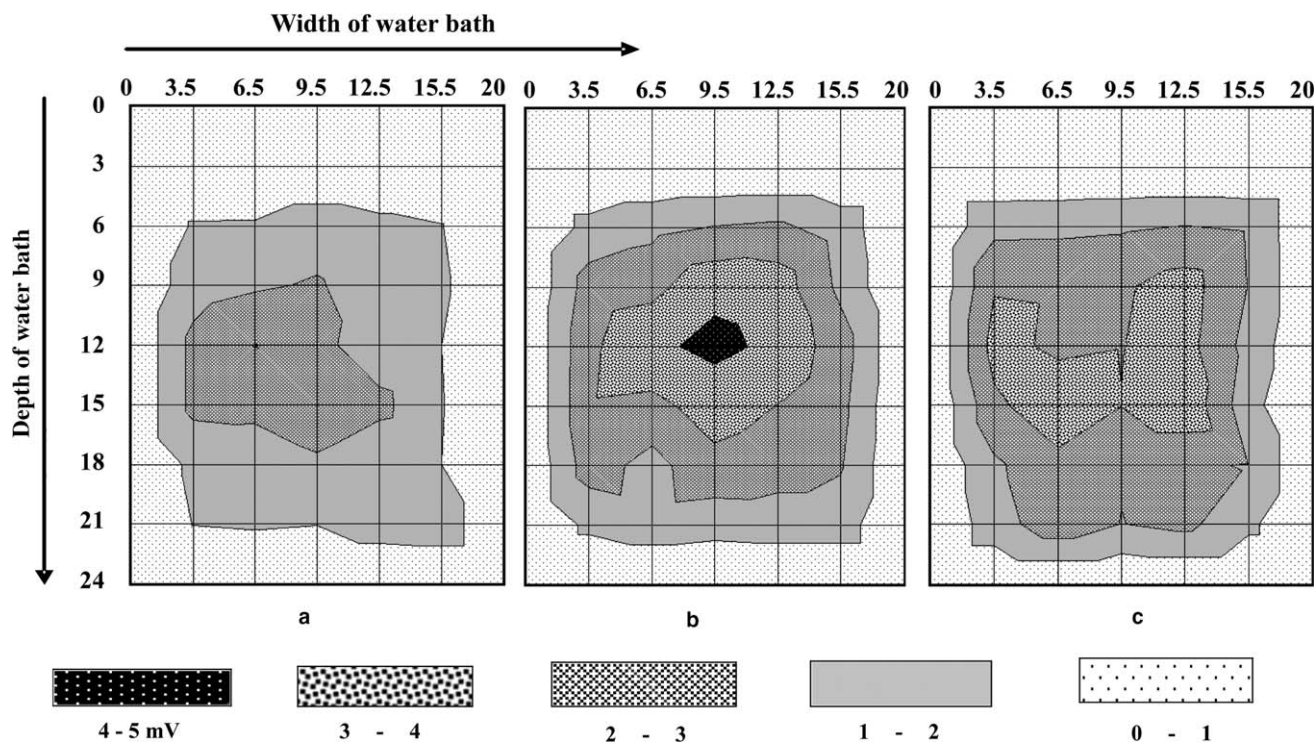 Width of water bath
0 3.5 6.5 9.5 12.5 15.5 20
0 3.5 6.5 9.5 12.5 15.5 20
0 3.5 6.5 9.5 12.5 15.5 20
Depth of water bath
0
3
6
9
12
15
18
21
24
a
b
c
4 - 5 mV
3 - 4
2 - 3
1 - 2
0 - 1